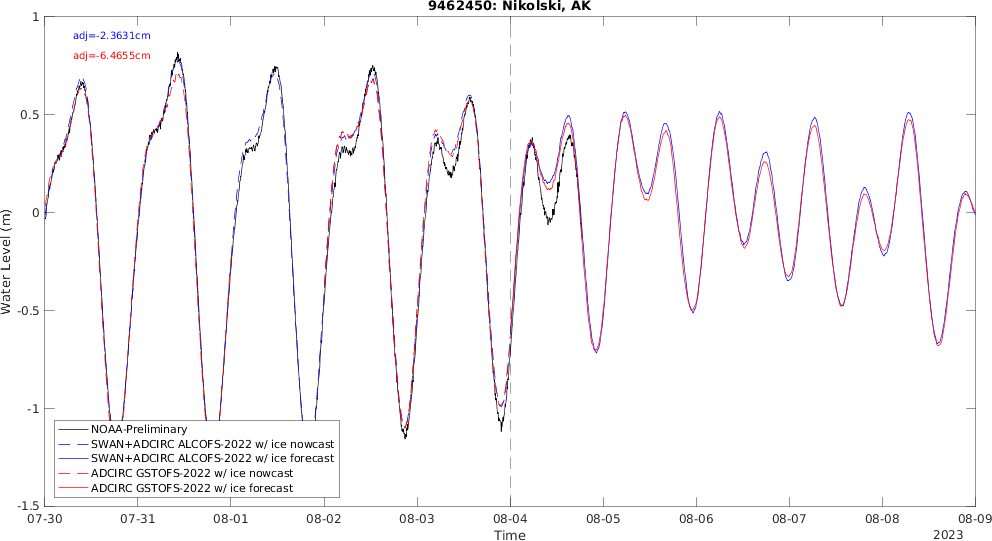 9462450: Nikolski, AK
adj=-2.3631cm
adj=-6.4655cm
1
0.5
0
-0.5
-1
-1.5
Water Level (m)
NOAA-Preliminary
SWAN+ADCIRC ALCOFS-2022 w/ ice nowcast
SWAN+ADCIRC ALCOFS-2022 w/ ice forecast
ADCIRC GSTOFS-2022 w/ ice nowcast
ADCIRC GSTOFS-2022 w/ ice forecast
07-30 07-31 08-01 08-02 08-03 08-04 08-05 08-06 08-07 08-08 08-09
Time
2023